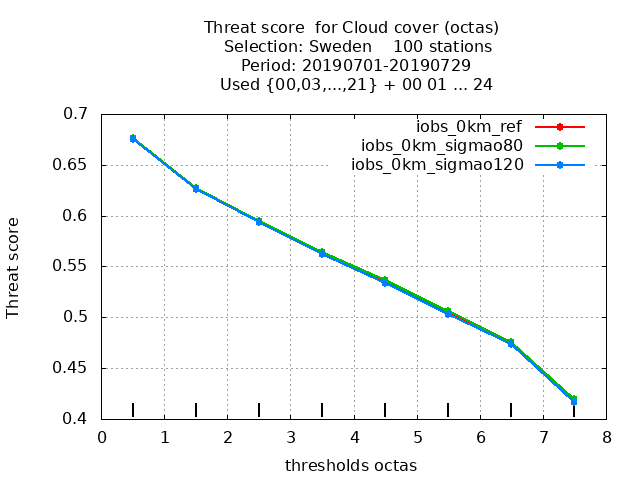 Threat score  for Cloud cover (octas)
Selection: Sweden    100 stations
Period: 20190701-20190729
Used {00,03,...,21} + 00 01 ... 24
iobs_0km_ref
iobs_0km_sigmao80
iobs_0km_sigmao120
0.7
0.65
0.6
0.55
0.5
0.45
0.4
Threat score
0 1 2 3 4 5 6 7 8
thresholds octas